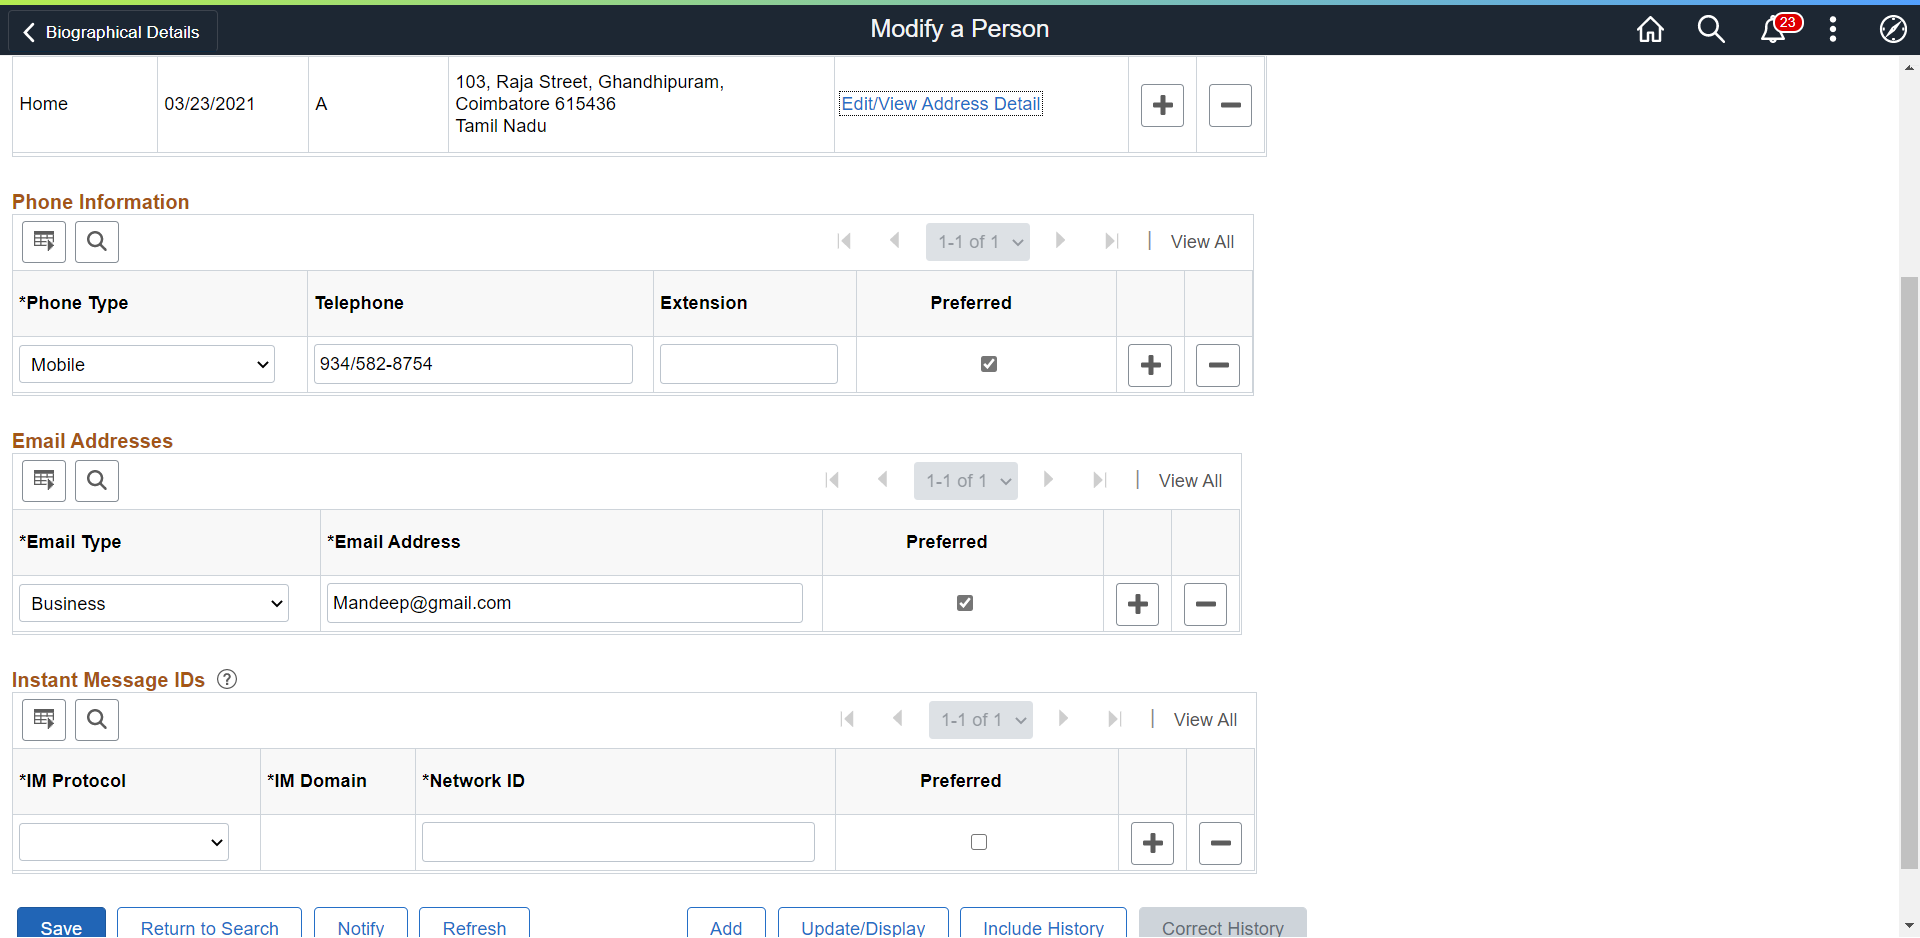 Biographical Details
Modify a Person
23
Home
03/23/2021
A
103, Raja Street, Ghandhipuram,
Coimbatore 615436
Tamil Nadu
Edit/View Address Detail
Phone Information
1-1 of 1
| View All
*Phone Type
Telephone
Extension
Preferred
Mobile
934/582-8754
Email Addresses
1-1 of 1
| View All
*Email Type
*Email Address
Preferred
Business
Mandeep@gmail.com
Instant Message IDs ?
1-1 of 1
| View All
*IM Protocol
*IM Domain
*Network ID
Preferred
Save
Return to Search
Notify
Refresh
Add
Update/Display
Include History
Correct History